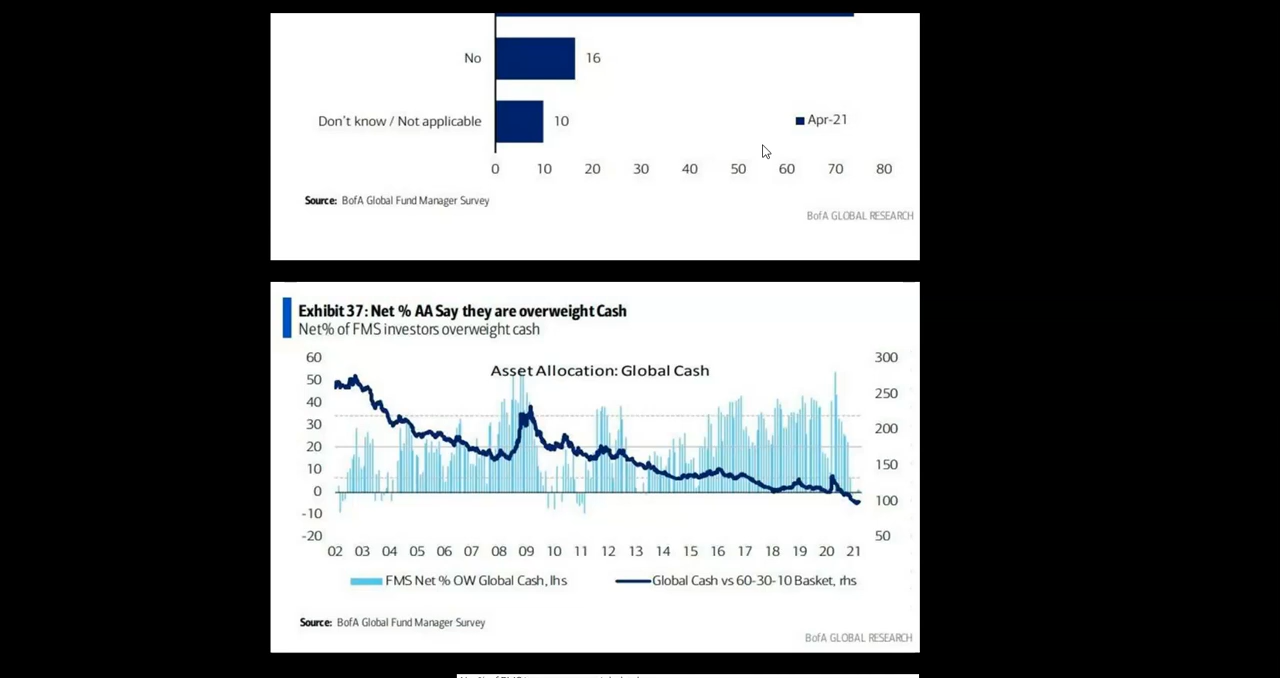 No 16
Don't know / Not applicable 10
Apr-21
0 10 20 30 40 50 60 70 80
Source: BofA Global Fund Manager Survey
BofA GLOBAL RESEARCH
Exhibit 37: Net % AA Say they are overweight Cash
Net% of FMS investors overweight cash
Asset Allocation: Global Cash
60 300
50
40 250
30 200
20
10 150
0 100
-10
-20 50
02 03 04 05 06 07 08 09 10 11 12 13 14 15 16 17 18 19 20 21
FMS Net % OW Global Cash, lhs Global Cash vs 60-30-10 Basket, rhs
Source: BofA Global Fund Manager Survey
BofA GLOBAL RESEARCH